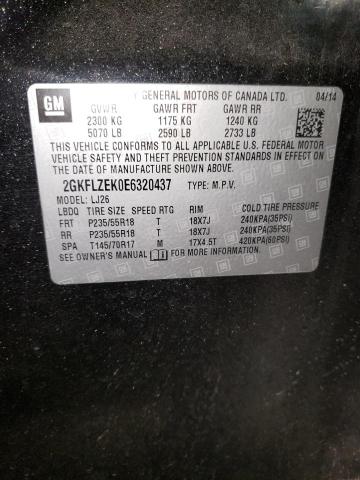 GM
Y GENERAL MOTORS OF CANADA LTD. 04/14
GVWR GAWR FRT GAWR RR
2300 KG 1175 KG 1240 KG
5070 LB 2590 LB 2733 LB
THIS VEHICLE CONFORMS TO ALL APPLICABLE U.S. FEDERAL MOTOR
VEHICLE SAFETY AND THEFT PREVENTION STANDARDS IN EFFECT ON THE
DATE OF MANUFACTURE SHOWN ABOVE.
2GKFLZEK0E6320437 TYPE: M.P.V.
MODEL: LJ26
LBDQ TIRE SIZE SPEED RTG RIM COLD TIRE PRESSURE
FRT P235/55R18 T 18X7J 240KPA(35PSI)
RR P235/55R18 T 18X7J 240KPA(35PSI)
SPA T145/70R17 M 17X4.5T 420KPA(60PSI)
SEE OWNER'S MANUAL